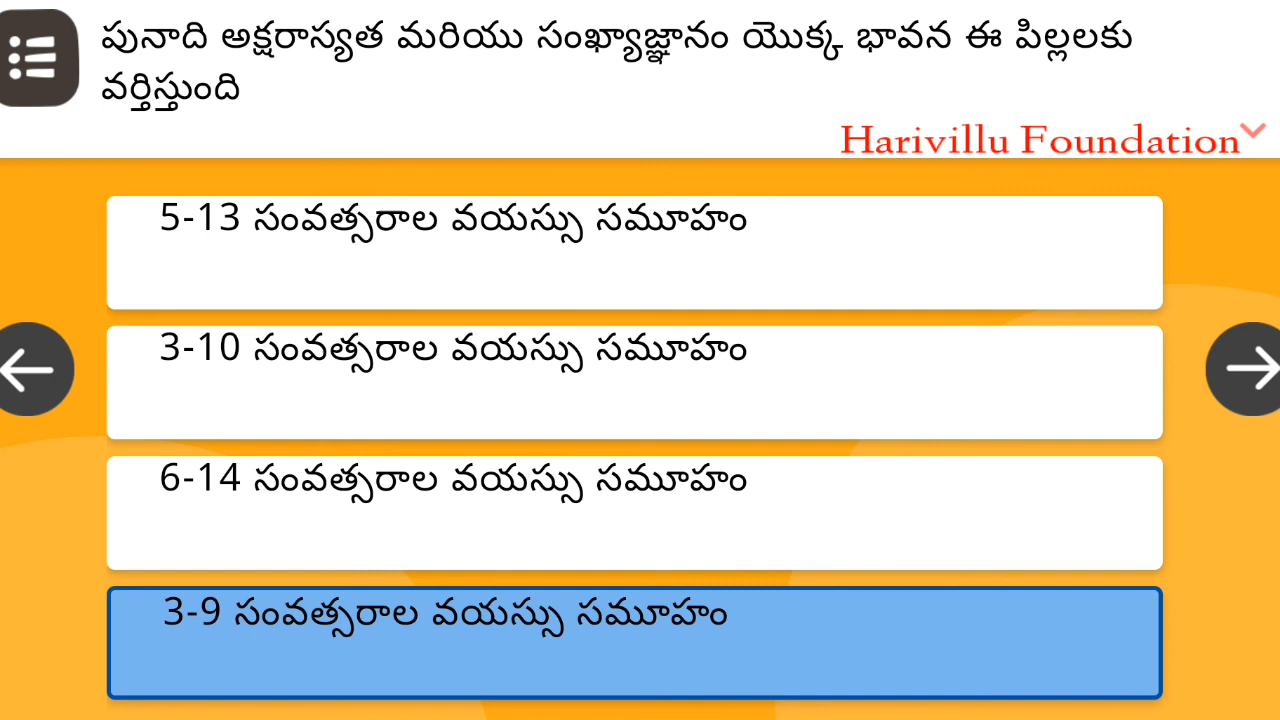 పునాది అక్షరాస్యత మరియు సంఖ్యాజ్ఞానం యొక్క భావన ఈ పిల్లలకు
వర్తిస్తుంది
Harivillu Foundation
5-13 సంవత్సరాల వయస్సు సమూహం
3-10 సంవత్సరాల వయస్సు సమూహం
6-14 సంవత్సరాల వయస్సు సమూహం
3-9 సంవత్సరాల వయస్సు సమూహం